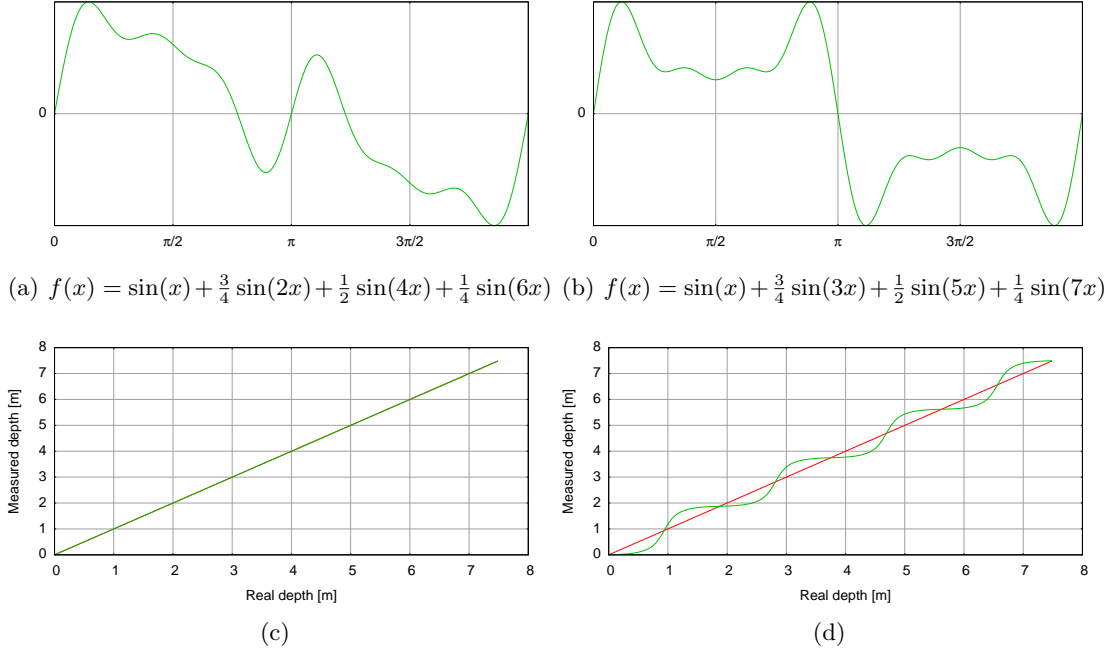 0
0 π/2 π 3π/2
(a) f(x) = sin(x) + 3/4 sin(2x) + 1/2 sin(4x) + 1/4 sin(6x)
0
0 π/2 π 3π/2
(b) f(x) = sin(x) + 3/4 sin(3x) + 1/2 sin(5x) + 1/4 sin(7x)
Measured depth [m]
8
7
6
5
4
3
2
1
0
0 1 2 3 4 5 6 7 8
Real depth [m]
(c)
Measured depth [m]
8
7
6
5
4
3
2
1
0
0 1 2 3 4 5 6 7 8
Real depth [m]
(d)